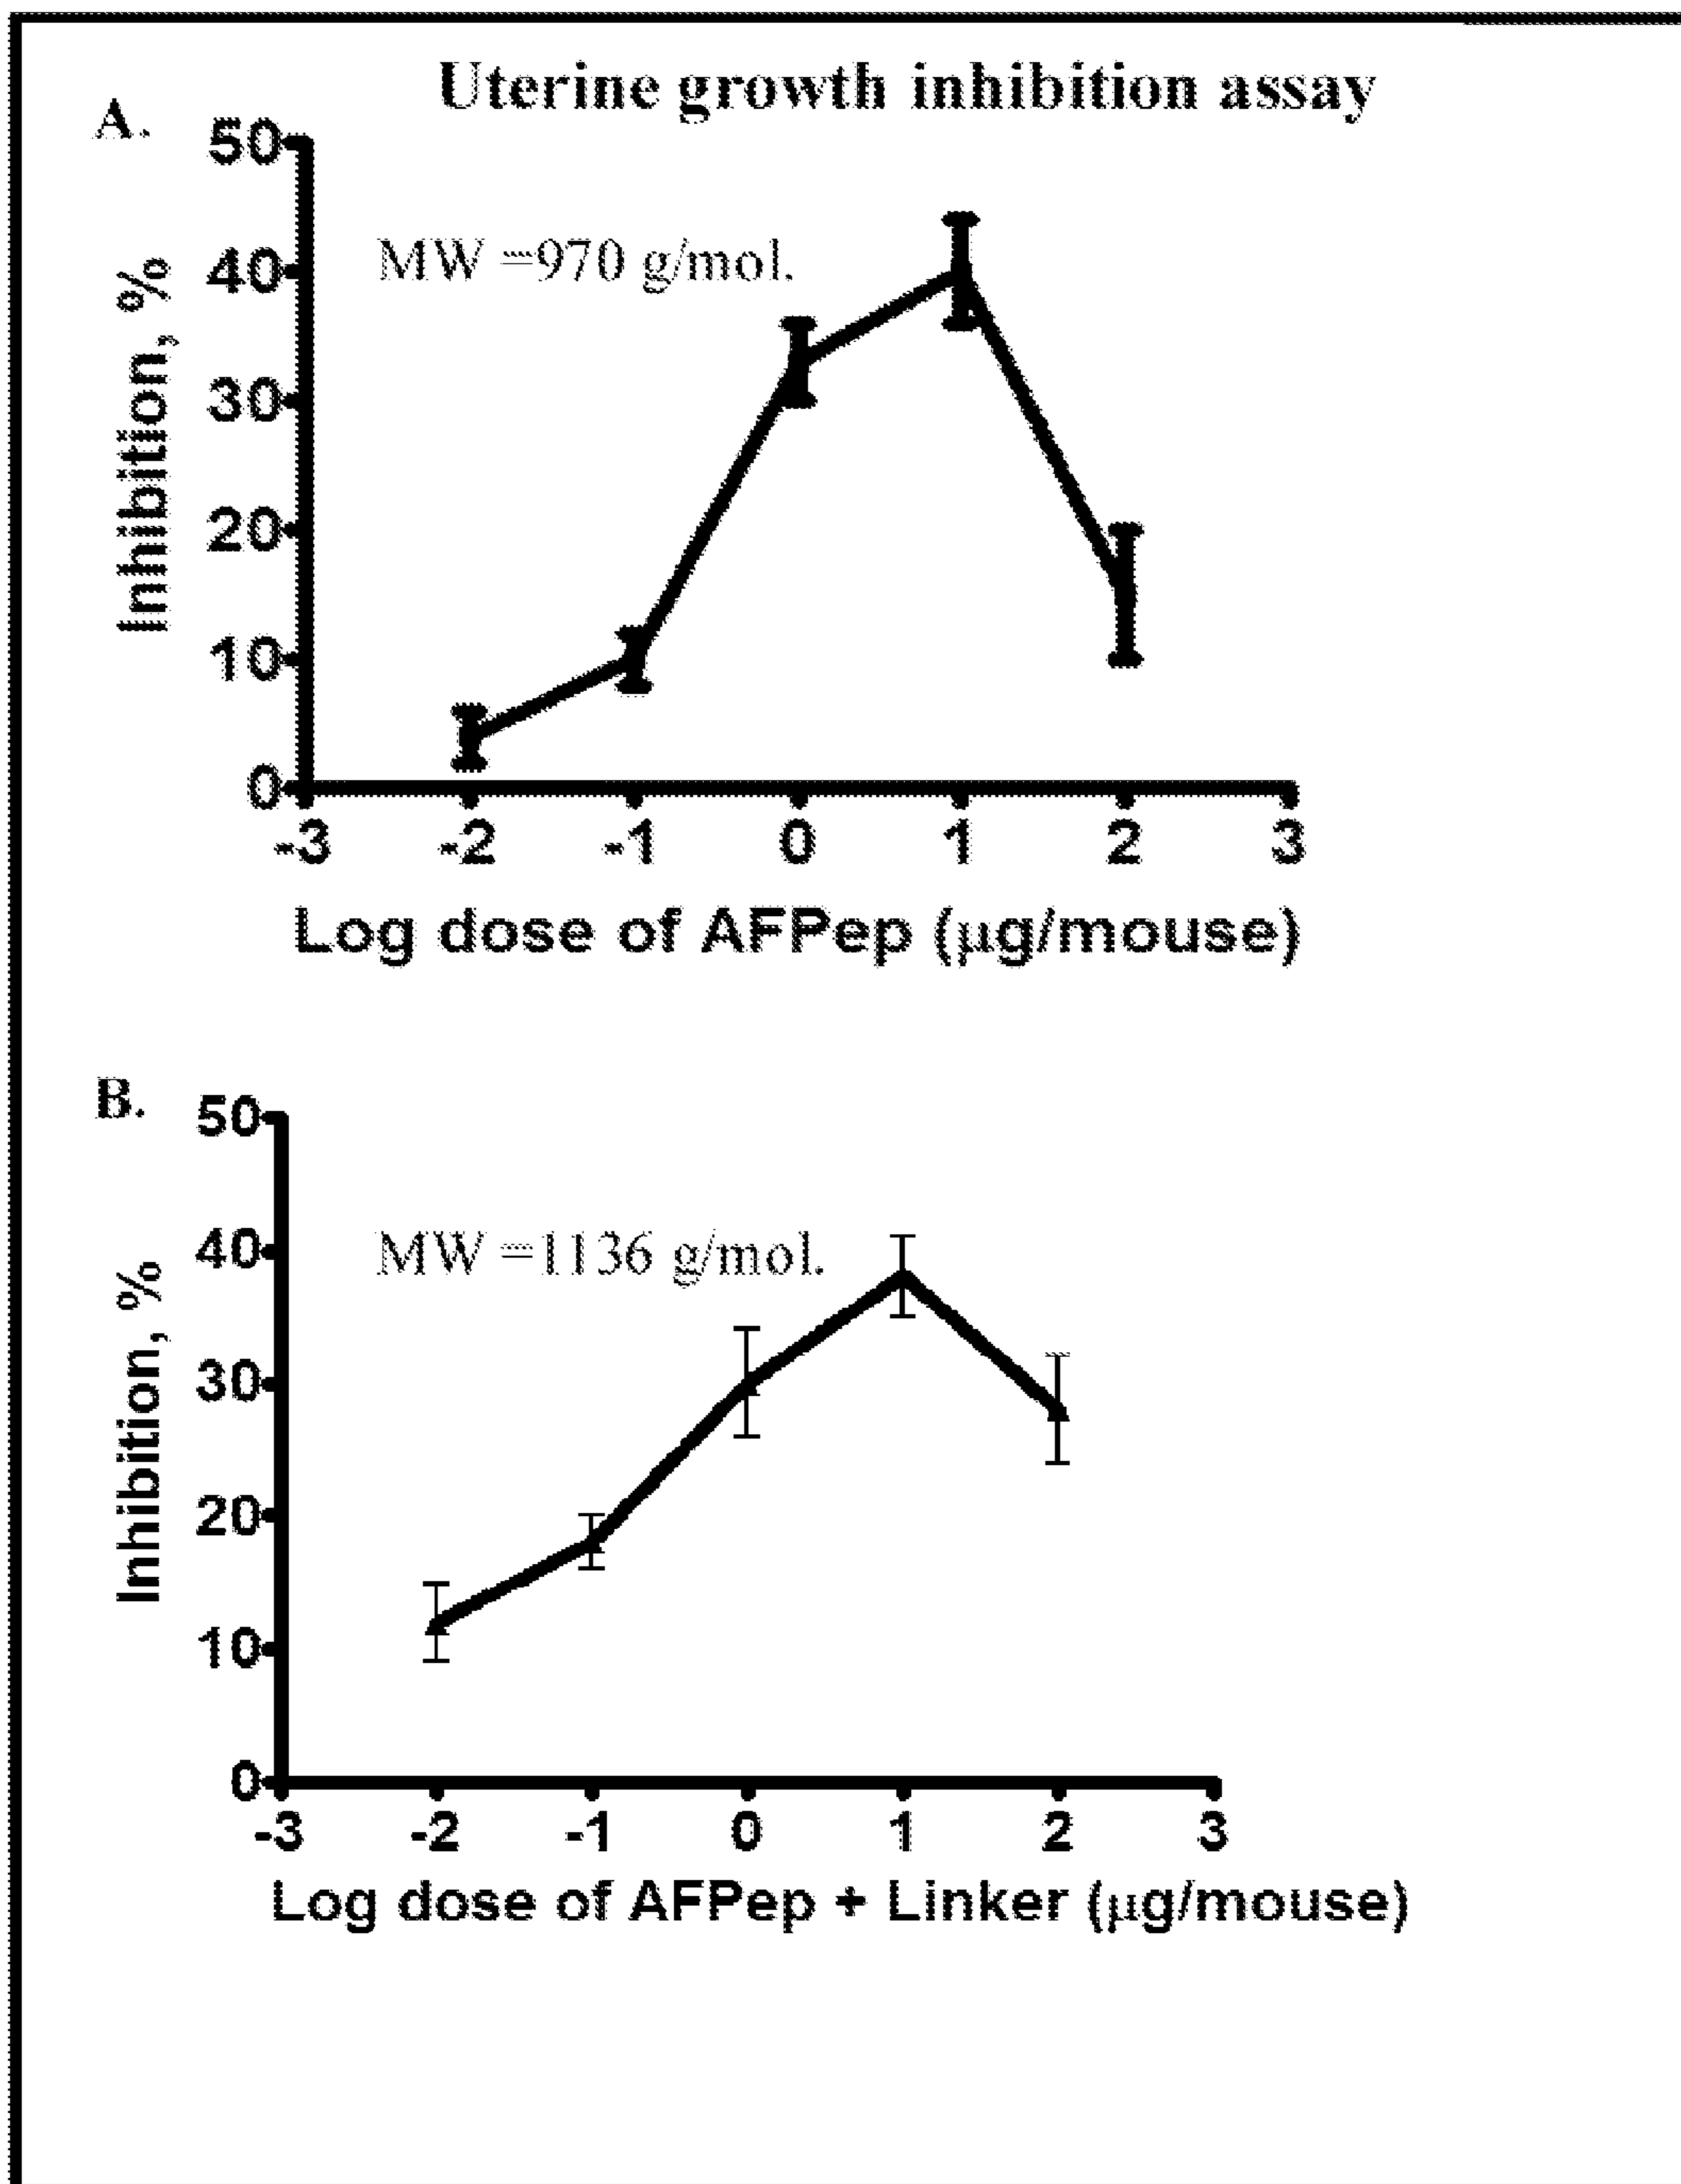 Uterine growth inhibition assay
A.
50
40
30
20
10
0
Inhibition, %
MW =970 g/mol.
-3 -2 -1 0 1 2 3
Log dose of AFPep (μg/mouse)
B.
50
40
30
20
10
0
Inhibition, %
MW =1136 g/mol.
-3 -2 -1 0 1 2 3
Log dose of AFPep + Linker (μg/mouse)